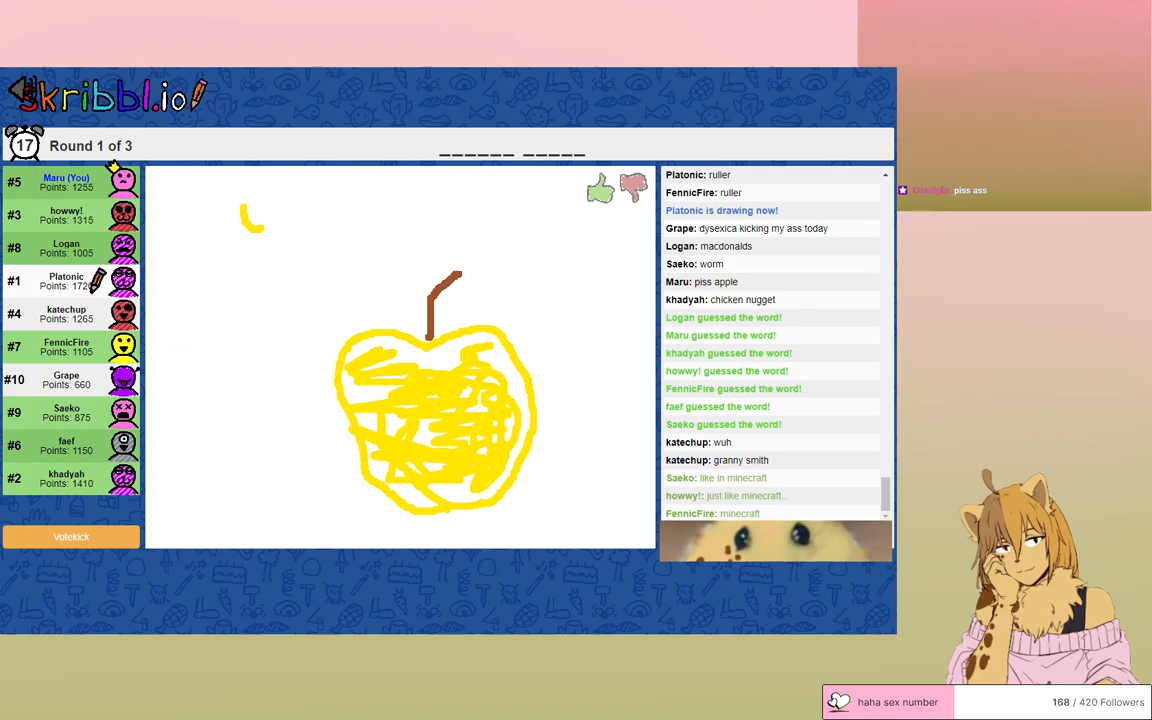 skribbl.io
17
Round 1 of 3
______ _____
#5 Maru (You)
Points: 1255
#3 howwy!
Points: 1315
#8 Logan
Points: 1005
#1 Platonic
Points: 1720
#4 katechup
Points: 1265
#7 FennicFire
Points: 1105
#10 Grape
Points: 660
#9 Saeko
Points: 875
#6 faef
Points: 1150
#2 khadyah
Points: 1410
Votekick
Platonic: ruller
FennicFire: ruller
Platonic is drawing now!
Grape: dysexica kicking my ass today
Logan: macdonalds
Saeko: worm
Maru: piss apple
khadyah: chicken nugget
Logan guessed the word!
Maru guessed the word!
khadyah guessed the word!
howwy! guessed the word!
FennicFire guessed the word!
faef guessed the word!
Saeko guessed the word!
katechup: wuh
katechup: granny smith
Saeko: like in minecraft
howwy!: just like minecraft...
FennicFire: minecraft
piss ass
haha sex number
168 / 420 Followers